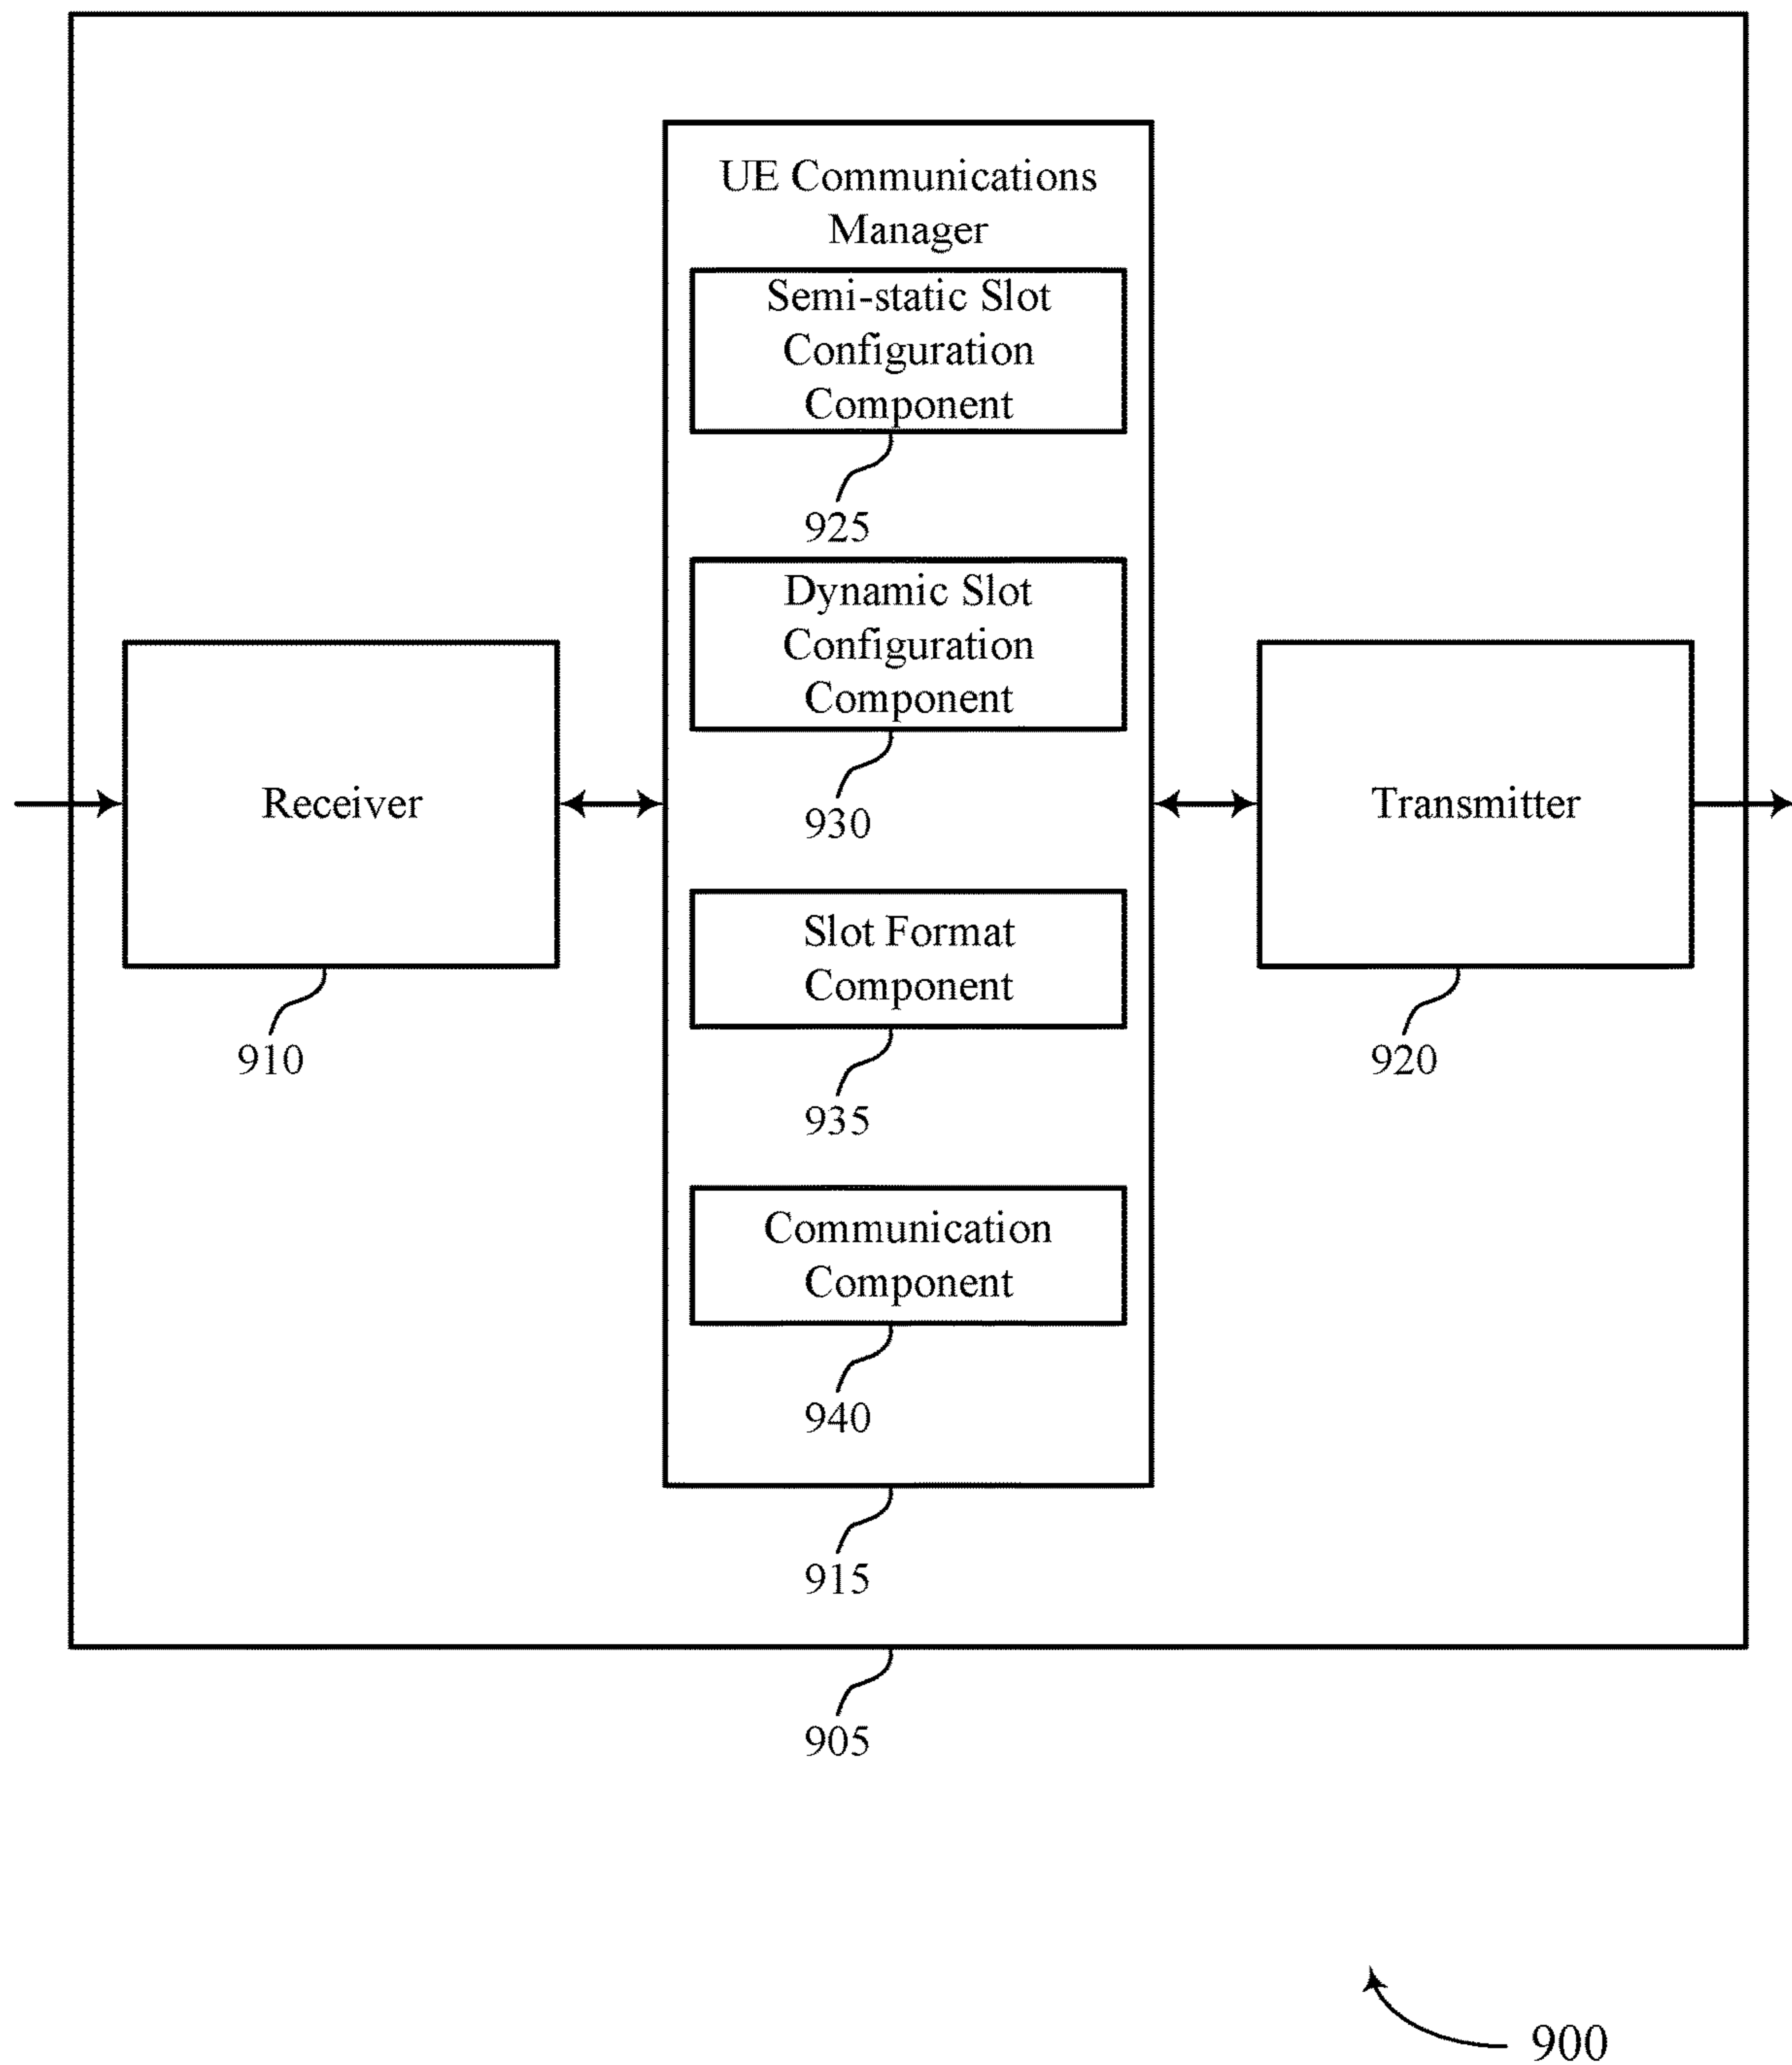 UE Communications
Manager
Semi-static Slot
Configuration
Component
925
Dynamic Slot
Configuration
Component
930
Receiver
910
Transmitter
920
Slot Format
Component
935
Communication
Component
940
915
905
900